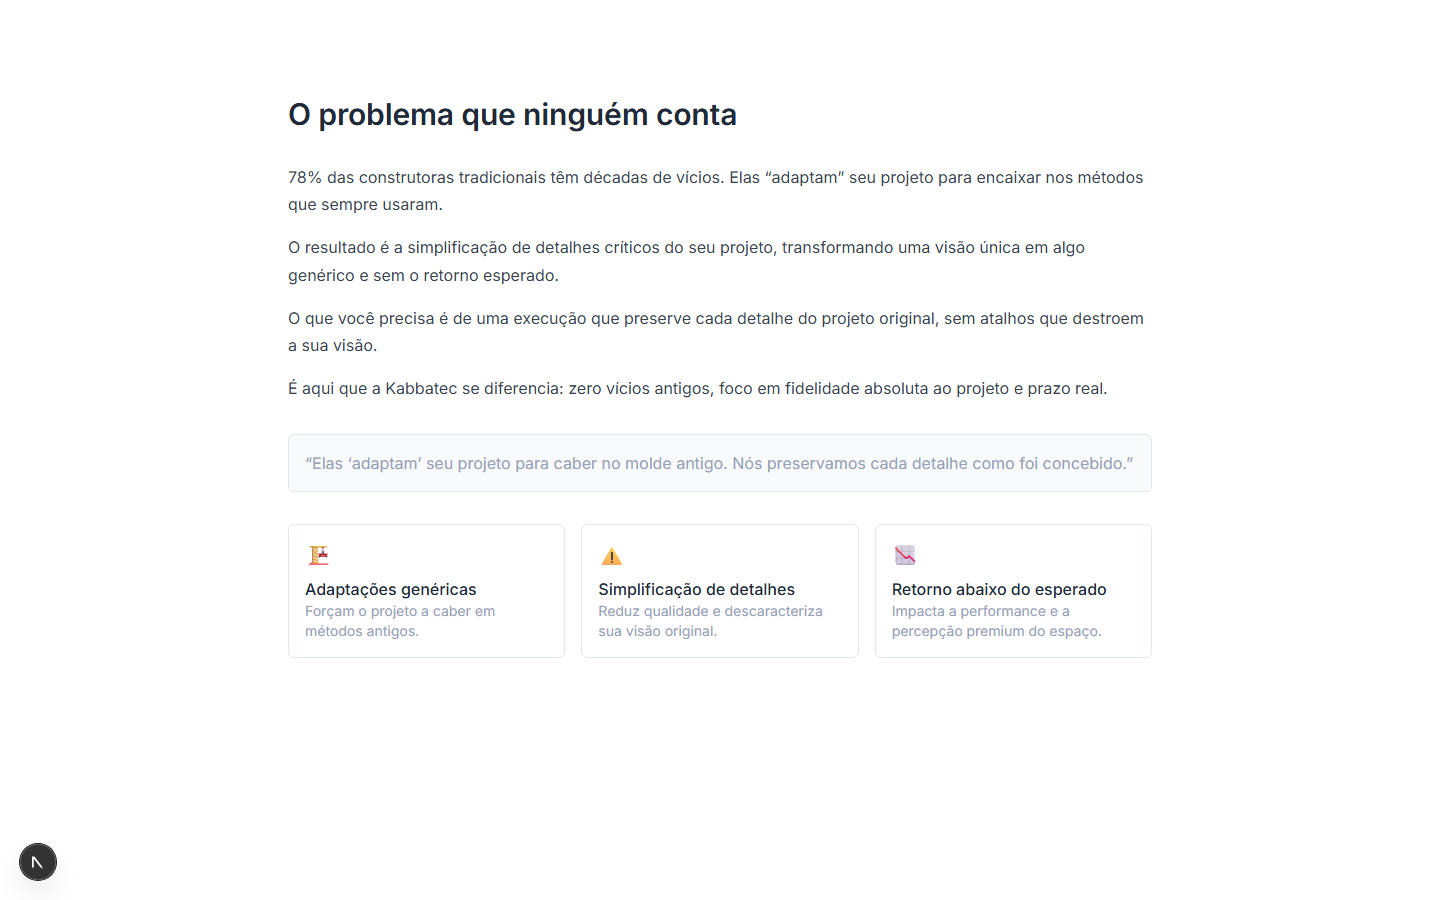 O problema que ninguém conta
78% das construtoras tradicionais têm décadas de vícios. Elas “adaptam” seu projeto para encaixar nos métodos
que sempre usaram.
O resultado é a simplificação de detalhes críticos do seu projeto, transformando uma visão única em algo
genérico e sem o retorno esperado.
O que você precisa é de uma execução que preserve cada detalhe do projeto original, sem atalhos que destroem
a sua visão.
É aqui que a Kabbatec se diferencia: zero vícios antigos, foco em fidelidade absoluta ao projeto e prazo real.
“Elas ‘adaptam’ seu projeto para caber no molde antigo. Nós preservamos cada detalhe como foi concebido.”
Adaptações genéricas
Forçam o projeto a caber em
métodos antigos.
Simplificação de detalhes
Reduz qualidade e descaracteriza
sua visão original.
Retorno abaixo do esperado
Impacta a performance e a
percepção premium do espaço.